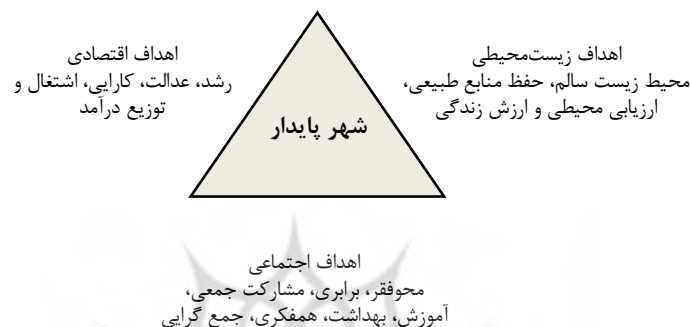 اهداف زیست‌محیطی
محیط زیست سالم، حفظ منابع طبیعی،
ارزیابی محیطی و ارزش زندگی
اهداف اقتصادی
رشد، عدالت، کارایی، اشتغال و
توزیع درآمد
شهر پایدار
اهداف اجتماعی
محوفقر، برابری، مشارکت جمعی،
آموزش، بهداشت، همفکری، جمع گرایی